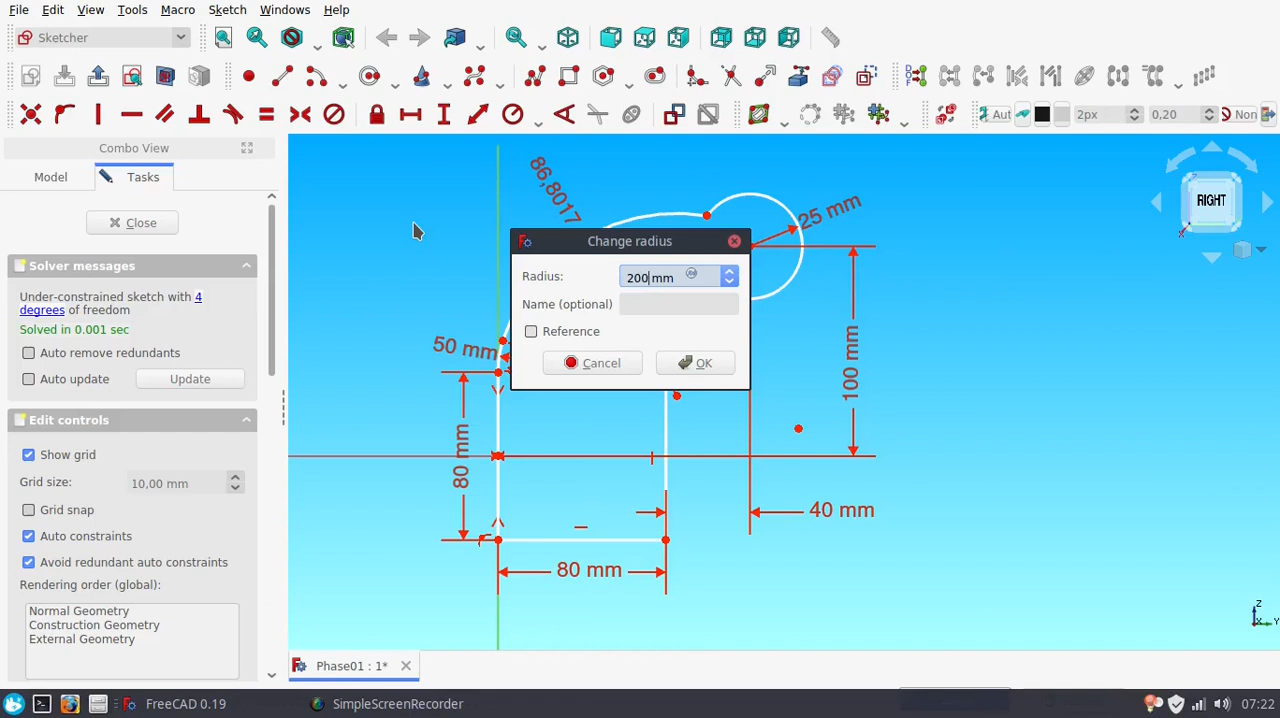 File Edit View Tools Macro Sketch Windows Help
Sketcher
Aut 2px 0,20 Non
Combo View
Model Tasks
Close
Solver messages
Under-constrained sketch with 4
degrees of freedom
Solved in 0.001 sec
Auto remove redundants
Auto update Update
Edit controls
Show grid
Grid size: 10,00 mm
Grid snap
Auto constraints
Avoid redundant auto constraints
Rendering order (global):
Normal Geometry
Construction Geometry
External Geometry
86,8017
25 mm
50 mm
100 mm
80 mm
40 mm
80 mm
Change radius
Radius: 200 mm
Name (optional)
Reference
Cancel OK
RIGHT
Z
X
Z
X Y
Phase01 : 1*
FreeCAD 0.19 SimpleScreenRecorder 07:22